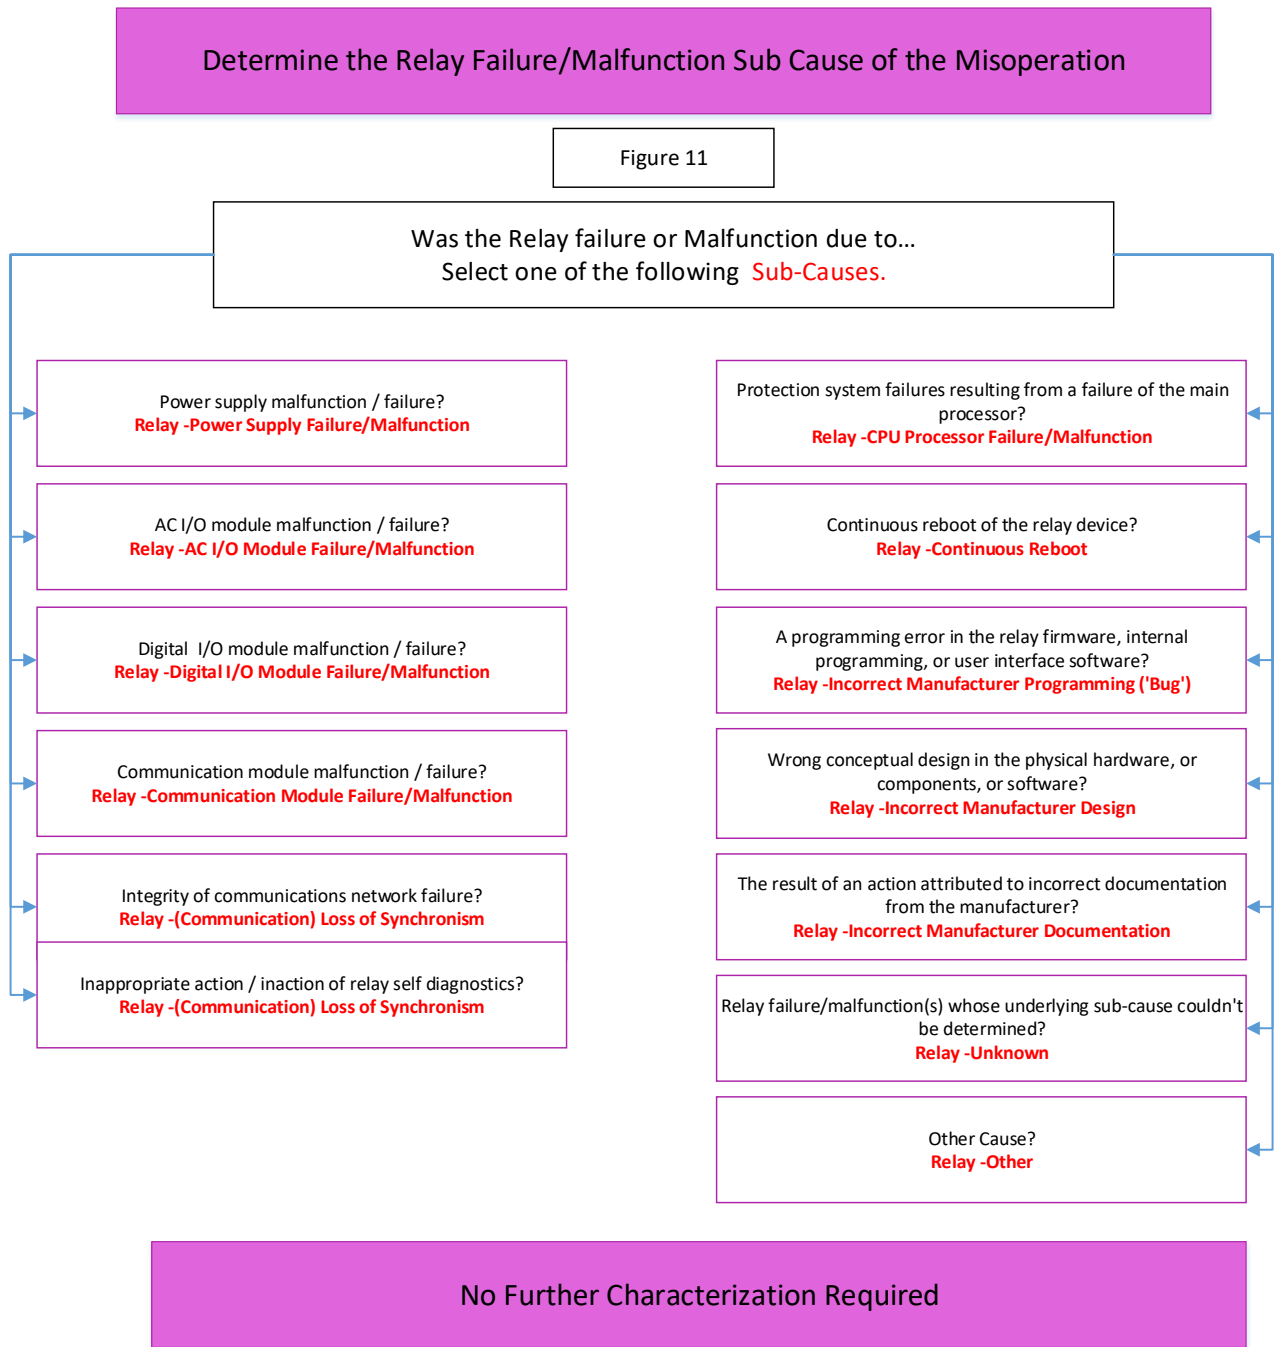 Determine the Relay Failure/Malfunction Sub Cause of the Misoperation
Figure 11
Was the Relay failure or Malfunction due to...
Select one of the following Sub-Causes.
Power supply malfunction / failure?
Relay -Power Supply Failure/Malfunction
AC I/O module malfunction / failure?
Relay -AC I/O Module Failure/Malfunction
Digital I/O module malfunction / failure?
Relay -Digital I/O Module Failure/Malfunction
Communication module malfunction / failure?
Relay -Communication Module Failure/Malfunction
Integrity of communications network failure?
Relay -(Communication) Loss of Synchronism
Inappropriate action / inaction of relay self diagnostics?
Relay -(Communication) Loss of Synchronism
Protection system failures resulting from a failure of the main
processor?
Relay -CPU Processor Failure/Malfunction
Continuous reboot of the relay device?
Relay -Continuous Reboot
A programming error in the relay firmware, internal
programming, or user interface software?
Relay -Incorrect Manufacturer Programming ('Bug')
Wrong conceptual design in the physical hardware, or
components, or software?
Relay -Incorrect Manufacturer Design
The result of an action attributed to incorrect documentation
from the manufacturer?
Relay -Incorrect Manufacturer Documentation
Relay failure/malfunction(s) whose underlying sub-cause couldn't
be determined?
Relay -Unknown
Other Cause?
Relay -Other
No Further Characterization Required